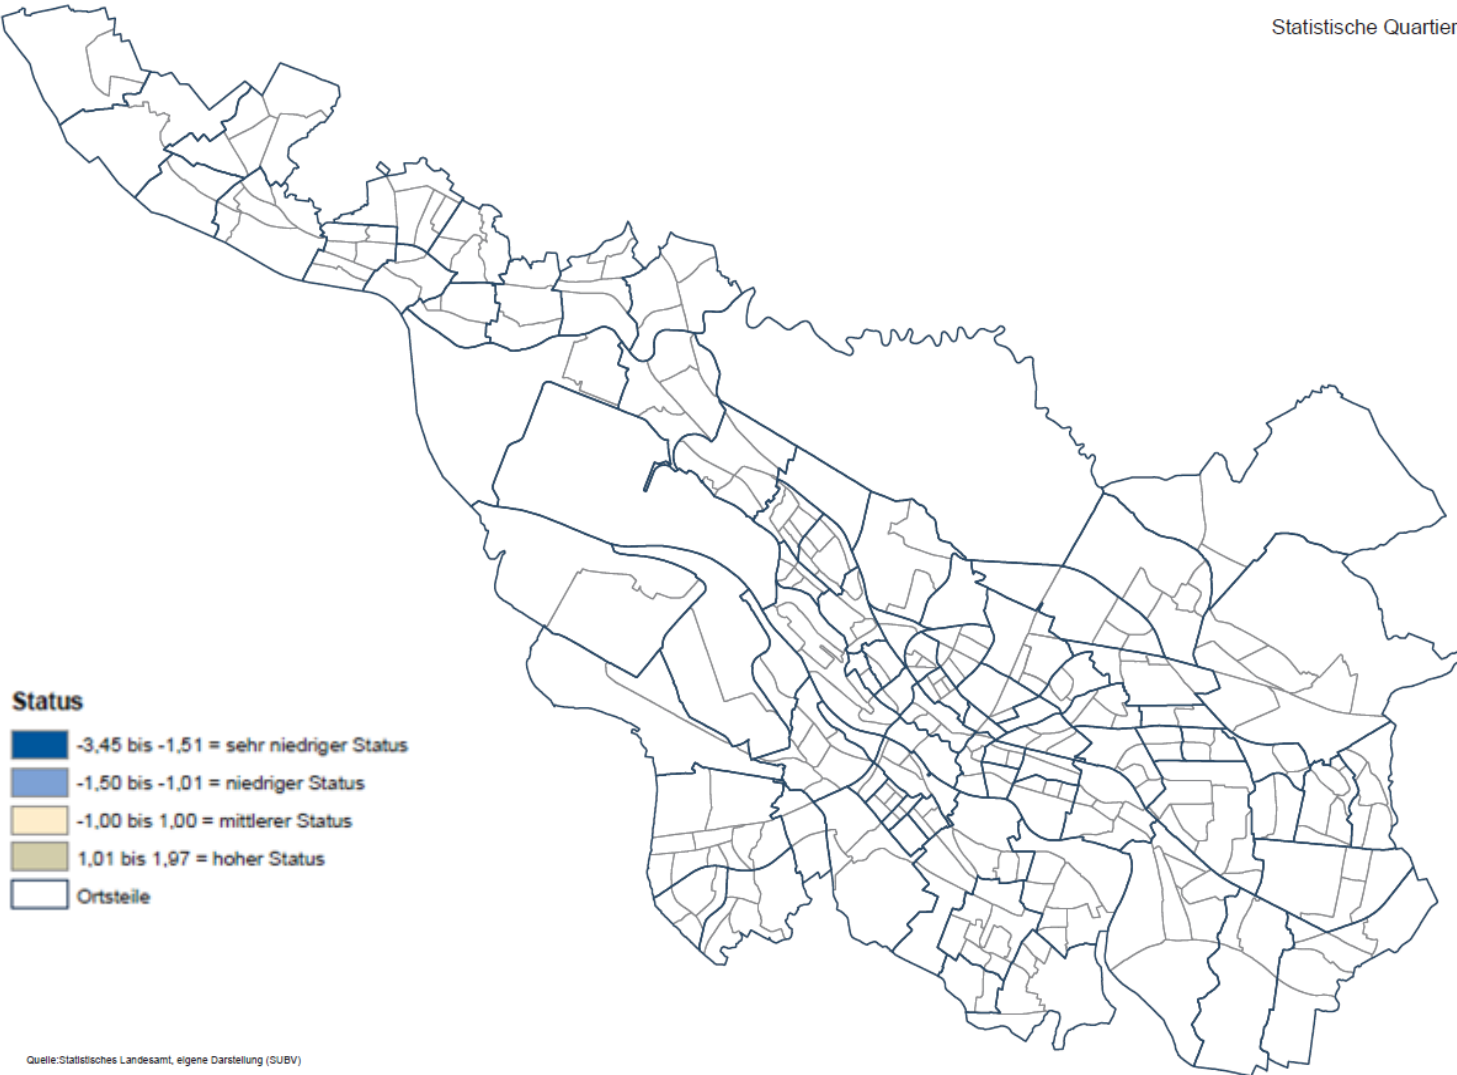 Statistische Quartier
Status
-3,45 bis -1,51 = sehr niedriger Status
-1,50 bis -1,01 = niedriger Status
-1,00 bis 1,00 = mittlerer Status
1,01 bis 1,97 = hoher Status
Ortsteile
Quelle:Statistisches Landesamt, eigene Darstellung (SUBV)